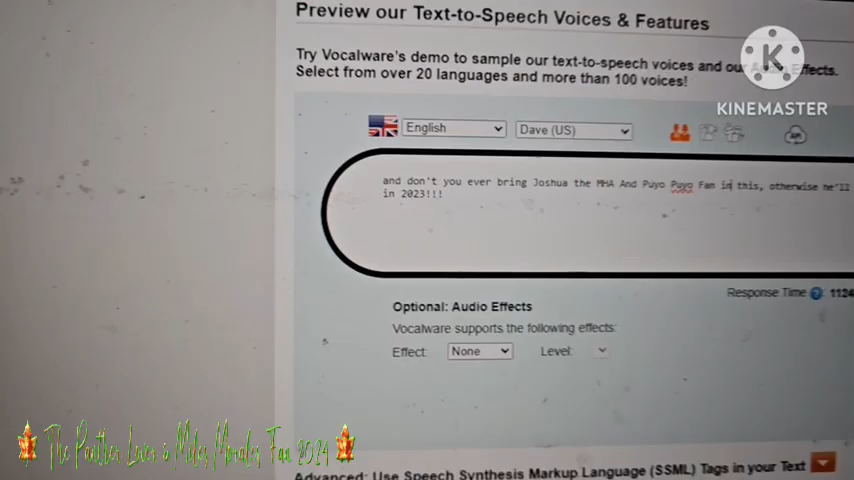 Preview our Text-to-Speech Voices & Features
Try Vocalware's demo to sample our text-to-speech voices and our Effects.
Select from over 20 languages and more than 100 voices!
KINEMASTER
English
Dave (US)
API
and don't you ever bring Joshua the MHA And Puyo Puyo Fan in this, otherwise he'll
in 2023!!!
Response Time ? 1124
Optional: Audio Effects
Vocalware supports the following effects:
Effect: None Level:
The Panther Lover & Miles Morales Fan 2024
Advanced: Use Speech Synthesis Markup Language (SSML) Tags in your Text